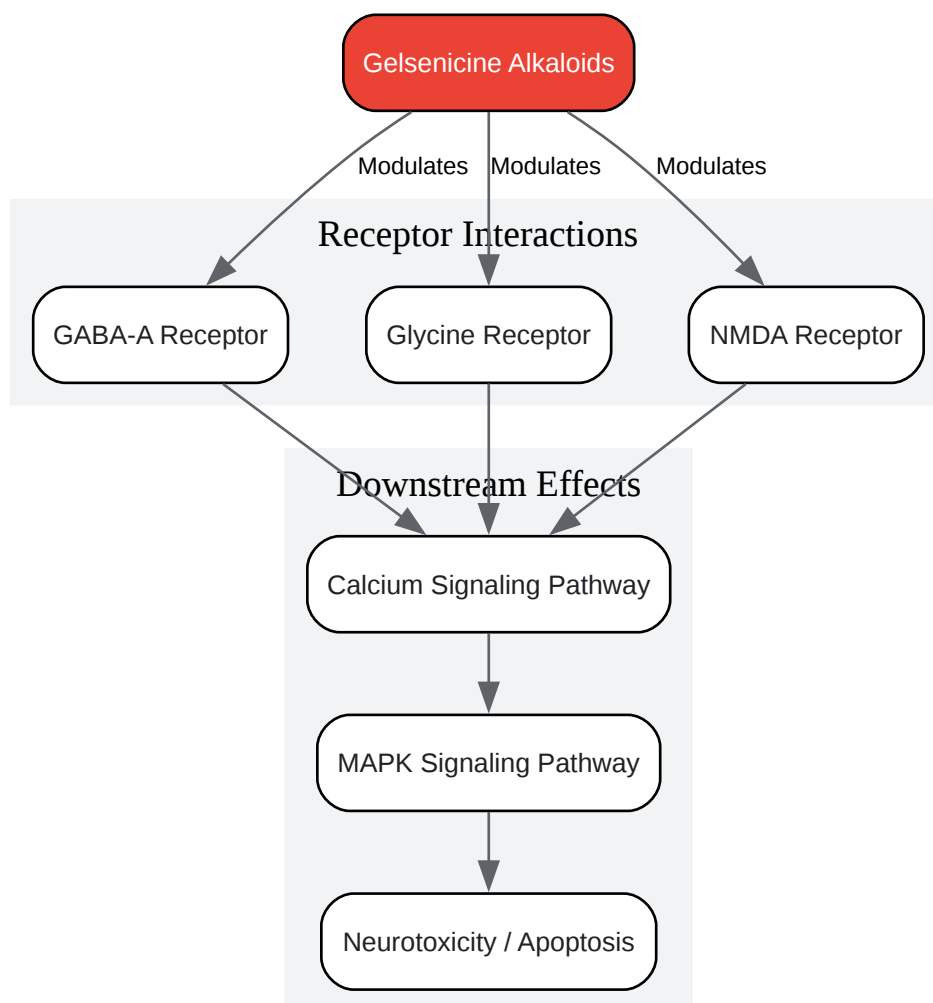 Gelsenicine Alkaloids
Modulates
Modulates
Modulates
Receptor Interactions
GABA-A Receptor
Glycine Receptor
NMDA Receptor
Downstream Effects
Calcium Signaling Pathway
MAPK Signaling Pathway
Neurotoxicity / Apoptosis